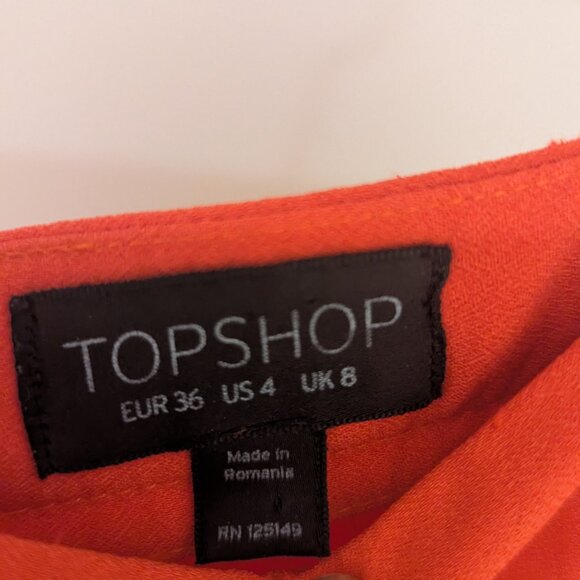 TOPSHOP
EUR 36 US 4 UK 8
Made in
Romania
RN 125149